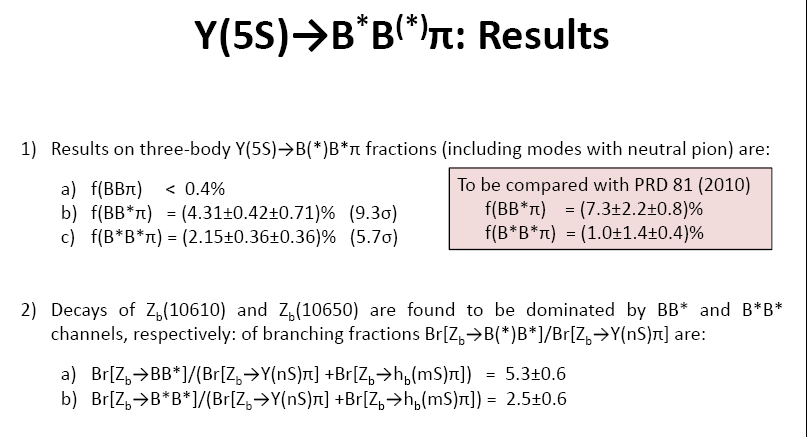 Y(5S)→B*B(*)π: Results
1) Results on three-body Y(5S)→B(*)B*π fractions (including modes with neutral pion) are:
a) f(BBπ) < 0.4%
b) f(BB*π) = (4.31±0.42±0.71)% (9.3σ)
c) f(B*B*π) = (2.15±0.36±0.36)% (5.7σ)
To be compared with PRD 81 (2010)
f(BB*π) = (7.3±2.2±0.8)%
f(B*B*π) = (1.0±1.4±0.4)%
2) Decays of Zb(10610) and Zb(10650) are found to be dominated by BB* and B*B*
channels, respectively: of branching fractions Br[Zb→B(*)B*]/Br[Zb→Y(nS)π] are:
a) Br[Zb→BB*]/(Br[Zb→Y(nS)π] +Br[Zb→hb(mS)π]) = 5.3±0.6
b) Br[Zb→B*B*]/(Br[Zb→Y(nS)π] +Br[Zb→hb(mS)π]) = 2.5±0.6